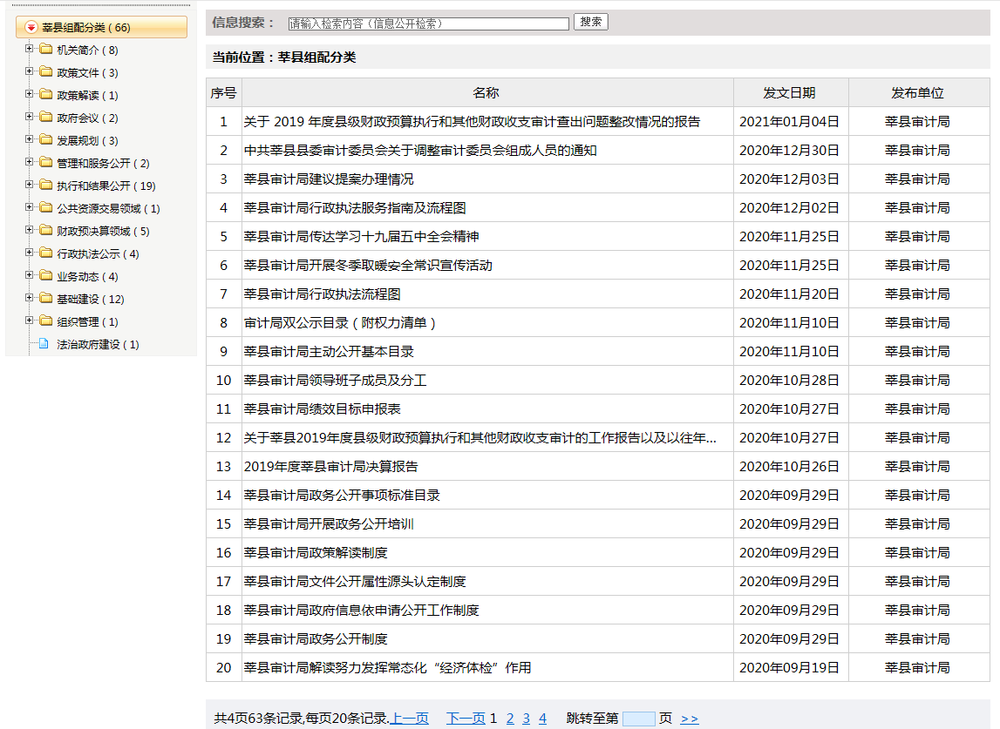 莘县组配分类 ( 66)
机关简介 ( 8)
政策文件 ( 3)
政策解读 ( 1)
政府会议 ( 2)
发展规划 ( 3)
管理和服务公开 ( 2)
执行和结果公开 ( 19)
公共资源交易领域 ( 1)
财政预决算领域 ( 5)
行政执法公示 ( 4)
业务动态 ( 4)
基础建设 ( 12)
组织管理 ( 1)
法治政府建设 ( 1)
信息搜索： 请输入检索内容（信息公开检索） 搜索
当前位置：莘县组配分类
序号 名称 发文日期 发布单位
1 关于 2019 年度县级财政预算执行和其他财政收支审计查出问题整改情况的报告 2021年01月04日 莘县审计局
2 中共莘县县委审计委员会关于调整审计委员会组成人员的通知 2020年12月30日 莘县审计局
3 莘县审计局建议提案办理情况 2020年12月03日 莘县审计局
4 莘县审计局行政执法服务指南及流程图 2020年12月02日 莘县审计局
5 莘县审计局传达学习十九届五中全会精神 2020年11月25日 莘县审计局
6 莘县审计局开展冬季取暖安全常识宣传活动 2020年11月25日 莘县审计局
7 莘县审计局行政执法流程图 2020年11月20日 莘县审计局
8 审计局双公示目录（附权力清单） 2020年11月10日 莘县审计局
9 莘县审计局主动公开基本目录 2020年11月10日 莘县审计局
10 莘县审计局领导班子成员及分工 2020年10月28日 莘县审计局
11 莘县审计局绩效目标申报表 2020年10月27日 莘县审计局
12 关于莘县2019年度县级财政预算执行和其他财政收支审计的工作报告以及以往年... 2020年10月27日 莘县审计局
13 2019年度莘县审计局决算报告 2020年10月26日 莘县审计局
14 莘县审计局政务公开事项标准目录 2020年09月29日 莘县审计局
15 莘县审计局开展政务公开培训 2020年09月29日 莘县审计局
16 莘县审计局政策解读制度 2020年09月29日 莘县审计局
17 莘县审计局文件公开属性源头认定制度 2020年09月29日 莘县审计局
18 莘县审计局政府信息依申请公开工作制度 2020年09月29日 莘县审计局
19 莘县审计局政务公开制度 2020年09月29日 莘县审计局
20 莘县审计局解读努力发挥常态化“经济体检”作用 2020年09月19日 莘县审计局
共4页63条记录,每页20条记录.上一页 下一页 1 2 3 4 跳转至第 页 >>